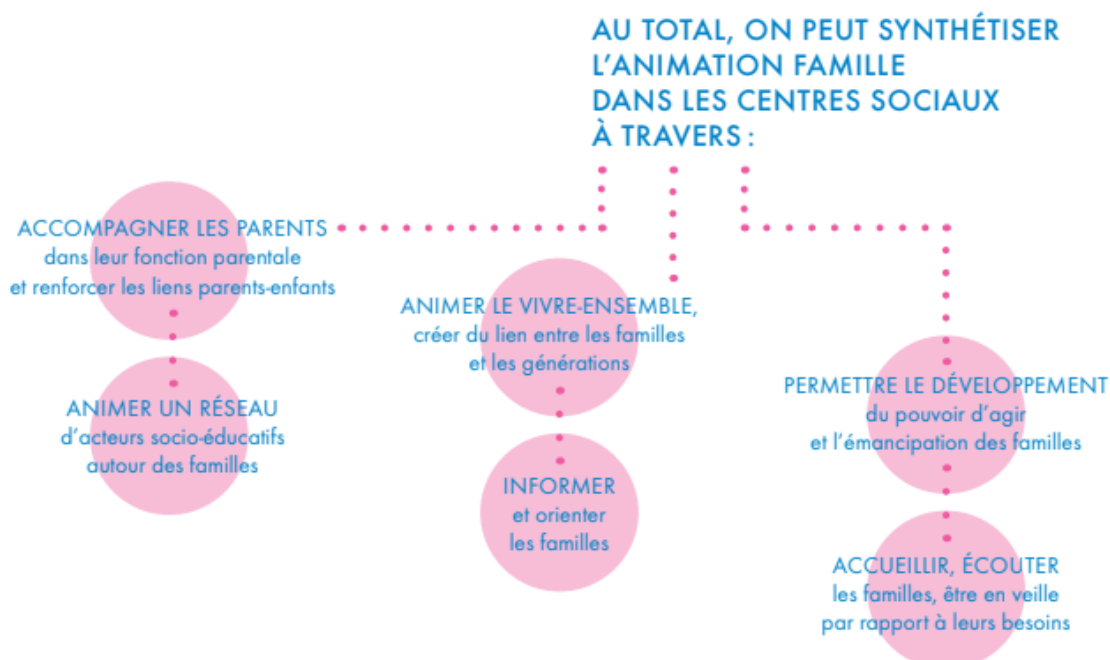 AU TOTAL, ON PEUT SYNTHÉTISER
L'ANIMATION FAMILLE
DANS LES CENTRES SOCIAUX
À TRAVERS :
ACCOMPAGNER LES PARENTS
dans leur fonction parentale
et renforcer les liens parents-enfants
ANIMER UN RÉSEAU
d'acteurs socio-éducatifs
autour des familles
ANIMER LE VIVRE-ENSEMBLE,
créer du lien entre les familles
et les générations
INFORMER
et orienter
les familles
PERMETTRE LE DÉVELOPPEMENT
du pouvoir d'agir
et l'émancipation des familles
ACCUEILLIR, ÉCOUTER
les familles, être en veille
par rapport à leurs besoins